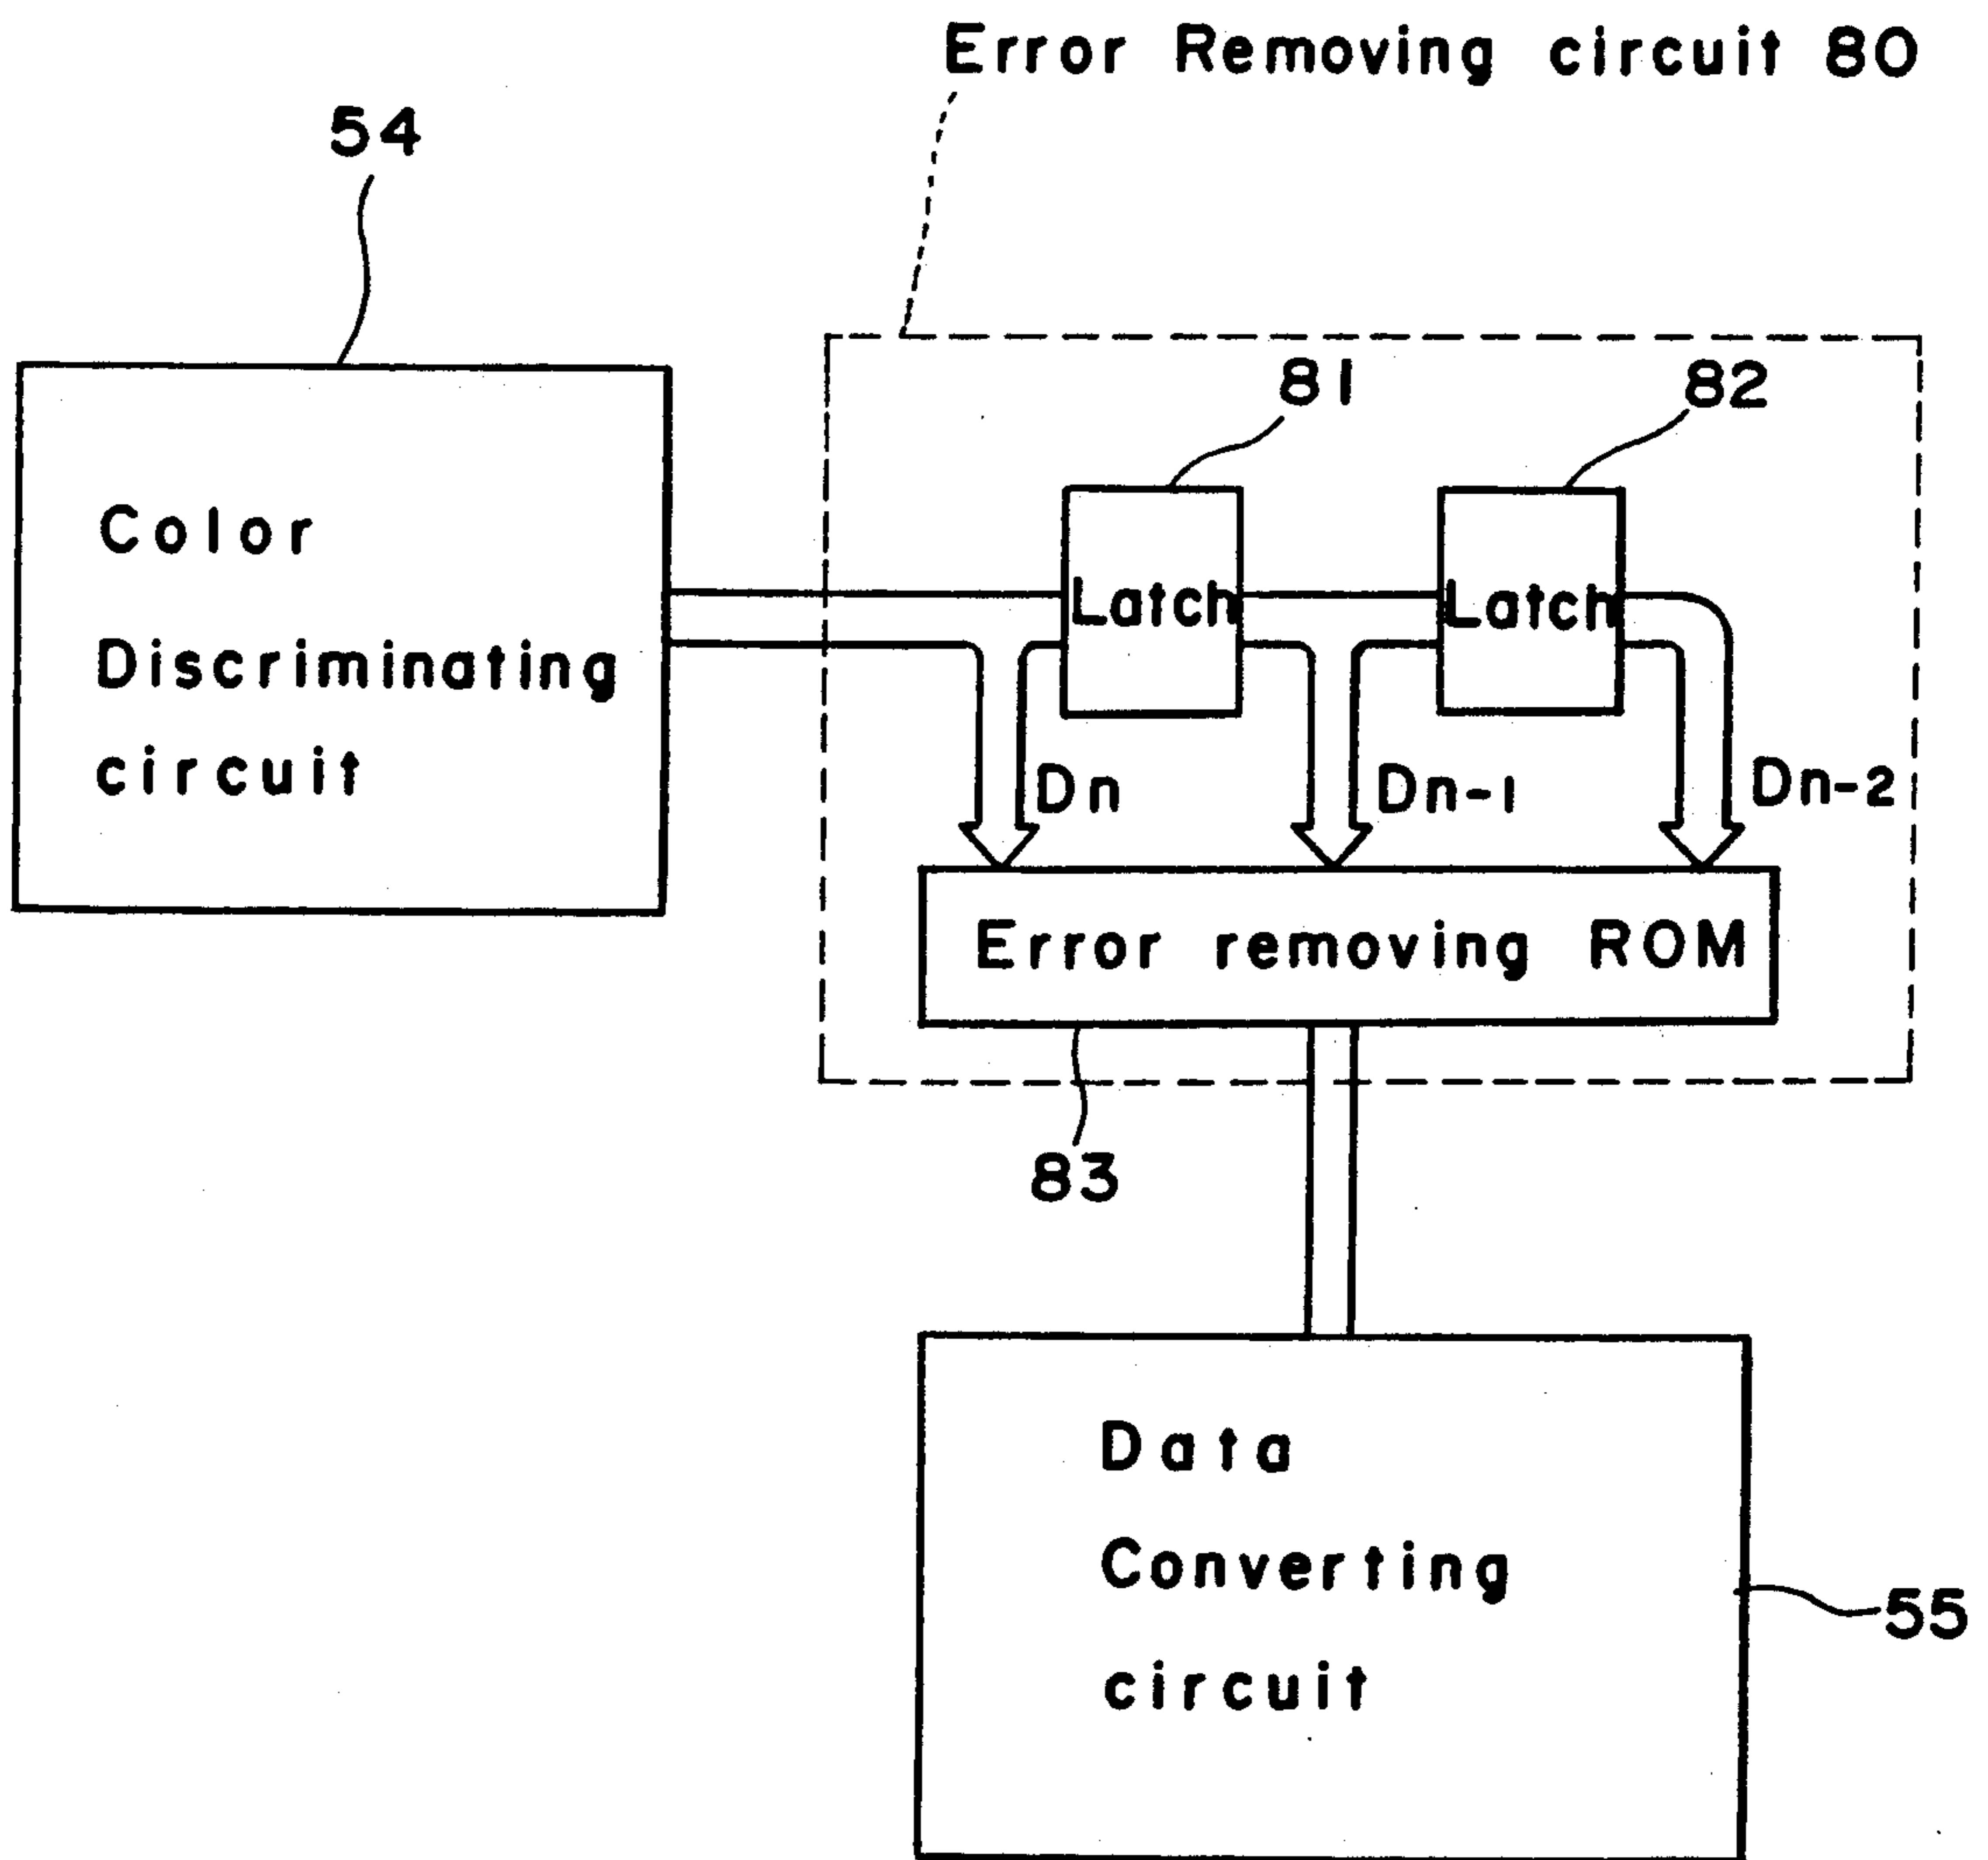 Error Removing circuit 80
54
81
82
Color
Discriminating
circuit
Latch
Latch
Dn
Dn-1
Dn-2
Error removing ROM
83
Data
Converting
circuit
55